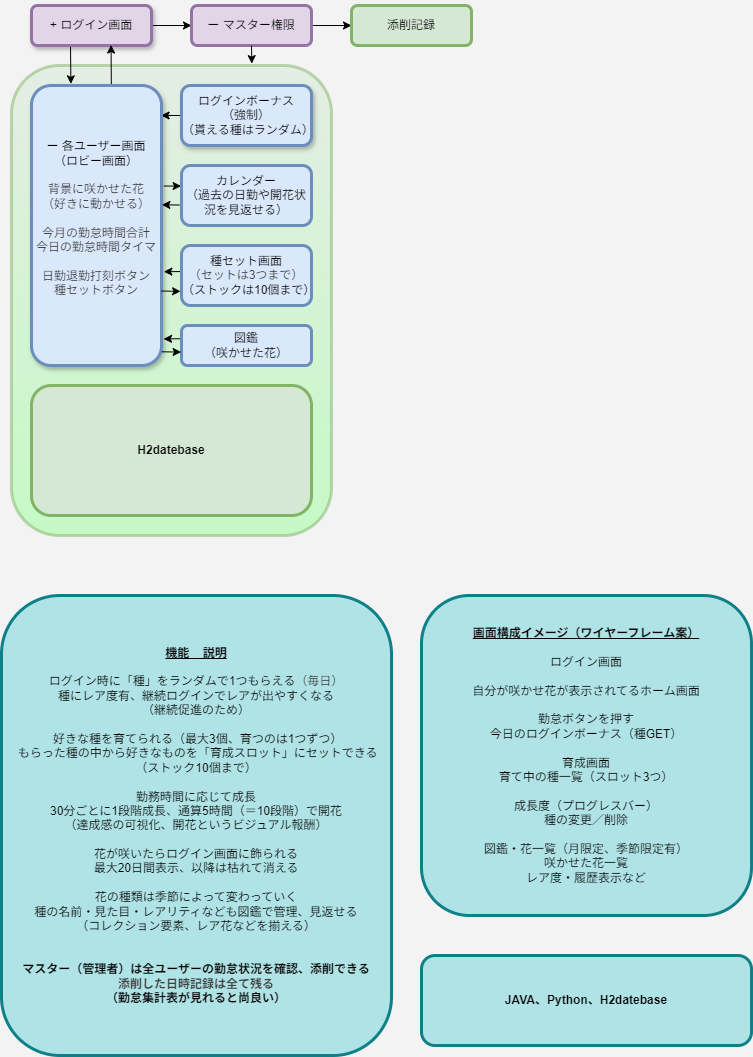 + ログイン画面
ー マスター権限
添削記録
ログインボーナス
（強制）
（貰える種はランダム）
ー 各ユーザー画面
（ロビー画面）
背景に咲かせた花
（好きに動かせる）
今月の勤怠時間合計
今日の勤怠時間タイマ
日勤退勤打刻ボタン
種セットボタン
カレンダー
（過去の日勤や開花状
況を見返せる）
種セット画面
（セットは3つまで）
（ストックは10個まで）
図鑑
（咲かせた花）
H2datebase
機能　説明
ログイン時に「種」をランダムで1つもらえる（毎日）
種にレア度有、継続ログインでレアが出やすくなる
（継続促進のため）
好きな種を育てられる（最大3個、育つのは1つずつ）
もらった種の中から好きなものを「育成スロット」にセットできる
（ストック10個まで）
勤務時間に応じて成長
30分ごとに1段階成長、通算5時間（＝10段階）で開花
（達成感の可視化、開花というビジュアル報酬）
花が咲いたらログイン画面に飾られる
最大20日間表示、以降は枯れて消える
花の種類は季節によって変わっていく
種の名前・見た目・レアリティなども図鑑で管理、見返せる
（コレクション要素、レア花などを揃える）
マスター（管理者）は全ユーザーの勤怠状況を確認、添削できる
添削した日時記録は全て残る
（勤怠集計表が見れると尚良い）
画面構成イメージ（ワイヤーフレーム案）
ログイン画面
自分が咲かせ花が表示されてるホーム画面
勤怠ボタンを押す
今日のログインボーナス（種GET）
育成画面
育て中の種一覧（スロット3つ）
成長度（プログレスバー）
種の変更／削除
図鑑・花一覧（月限定、季節限定有）
咲かせた花一覧
レア度・履歴表示など
JAVA、Python、H2datebase